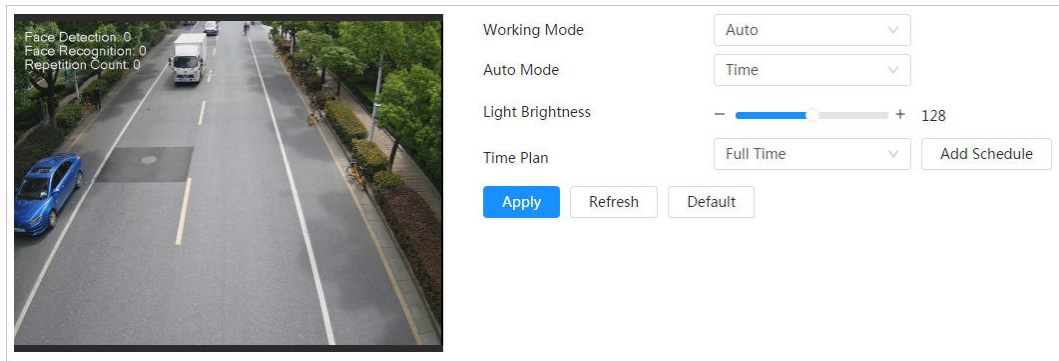 Face Detection: 0
Face Recognition: 0
Repetition Count: 0
Working Mode Auto
Auto Mode Time
Light Brightness − + 128
Time Plan Full Time Add Schedule
Apply Refresh Default